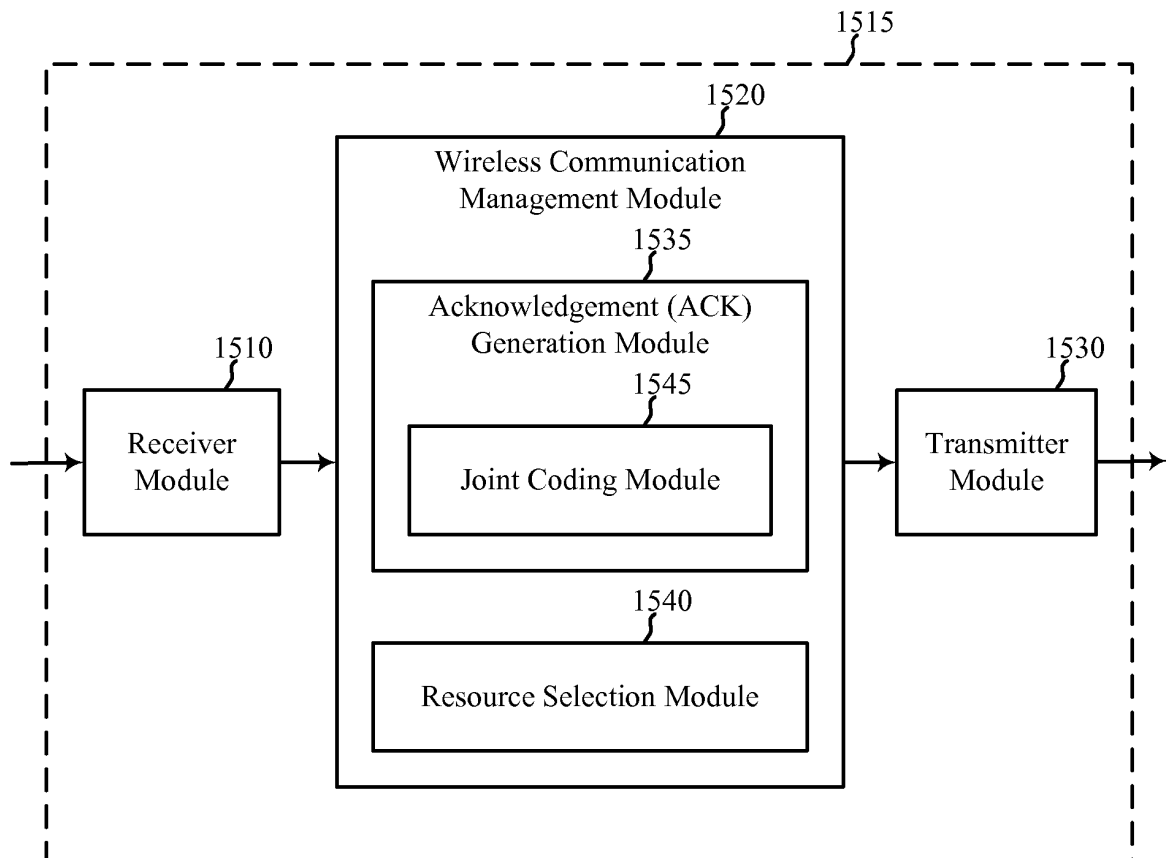 1515
1520
Wireless Communication
Management Module
1535
Acknowledgement (ACK)
Generation Module
1510
1530
1545
Receiver
Module
Joint Coding Module
Transmitter
Module
1540
Resource Selection Module